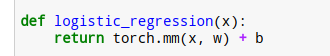 def logistic_regression(x):
    return torch.mm(x, w) + b